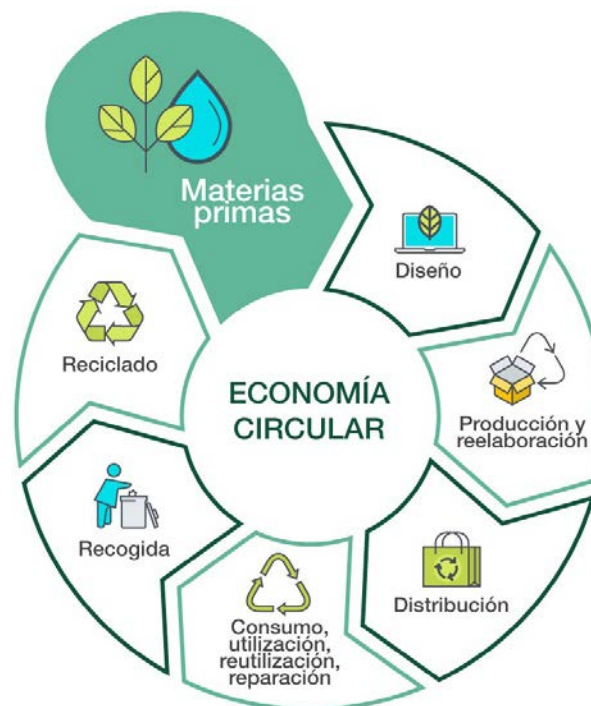 Materias
primas
Diseño
Producción y
reelaboración
Distribución
Consumo,
utilización,
reutilización,
reparación
Recogida
Reciclado
ECONOMÍA
CIRCULAR